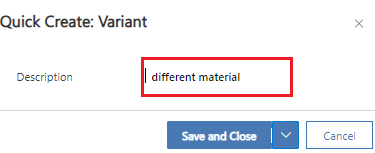 Quick Create: Variant
Description
different material
Save and Close
Cancel